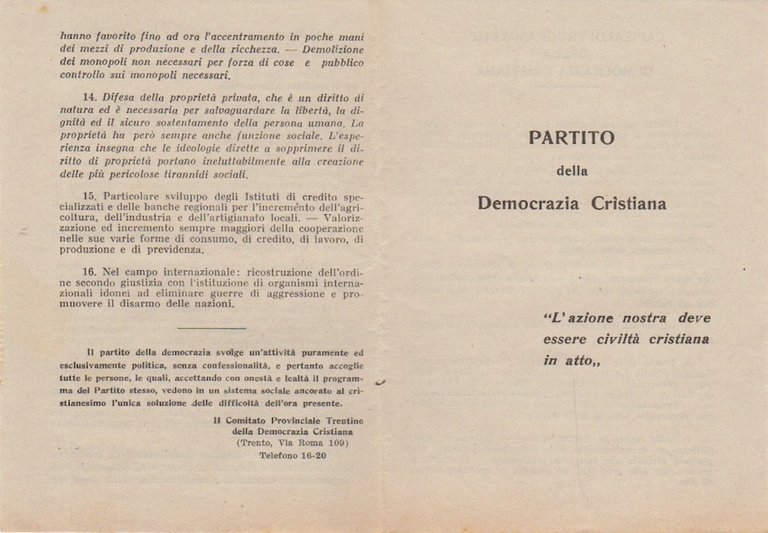 hanno favorito fino ad ora l'accentramento in poche mani
dei mezzi di produzione e della ricchezza. — Demolizione
dei monopoli non necessari per forza di cose e pubblico
controllo sui monopoli necessari.
14. Difesa della proprietà privata, che è un diritto di
natura ed è necessaria per salvaguardare la libertà, la di-
gnità ed il sicuro sostentamento della persona umana. La
proprietà ha però sempre anche funzione sociale. L'espe-
rienza insegna che le ideologie dirette a sopprimere il di-
ritto di proprietà portano ineluttabilmente alla creazione
delle più pericolose tirannidi sociali.
15. Particolare sviluppo degli Istituti di credito spe-
cializzati e delle banche regionali per l'incremento dell'agri-
coltura, dell'industria e dell'artigianato locali. — Valoriz-
zazione ed incremento sempre maggiori della cooperazione
nelle sue varie forme di consumo, di credito, di lavoro, di
produzione e di previdenza.
16. Nel campo internazionale: ricostruzione dell'ordi-
ne secondo giustizia con l'istituzione di organismi interna-
zionali idonei ad eliminare guerre di aggressione e pro-
muovere il disarmo delle nazioni.
Il partito della democrazia svolge un'attività puramente ed
esclusivamente politica, senza confessionalità, e pertanto accoglie
tutte le persone, le quali, accettando con onestà e lealtà il program-
ma del Partito stesso, vedono in un sistema sociale ancorato al cri-
stianesimo l'unica soluzione delle difficoltà dell'ora presente.
Il Comitato Provinciale Trentino
della Democrazia Cristiana
(Trento, Via Roma 109)
Telefono 16-20
PARTITO
della
Democrazia Cristiana
"L'azione nostra deve
essere civiltà cristiana
in atto„